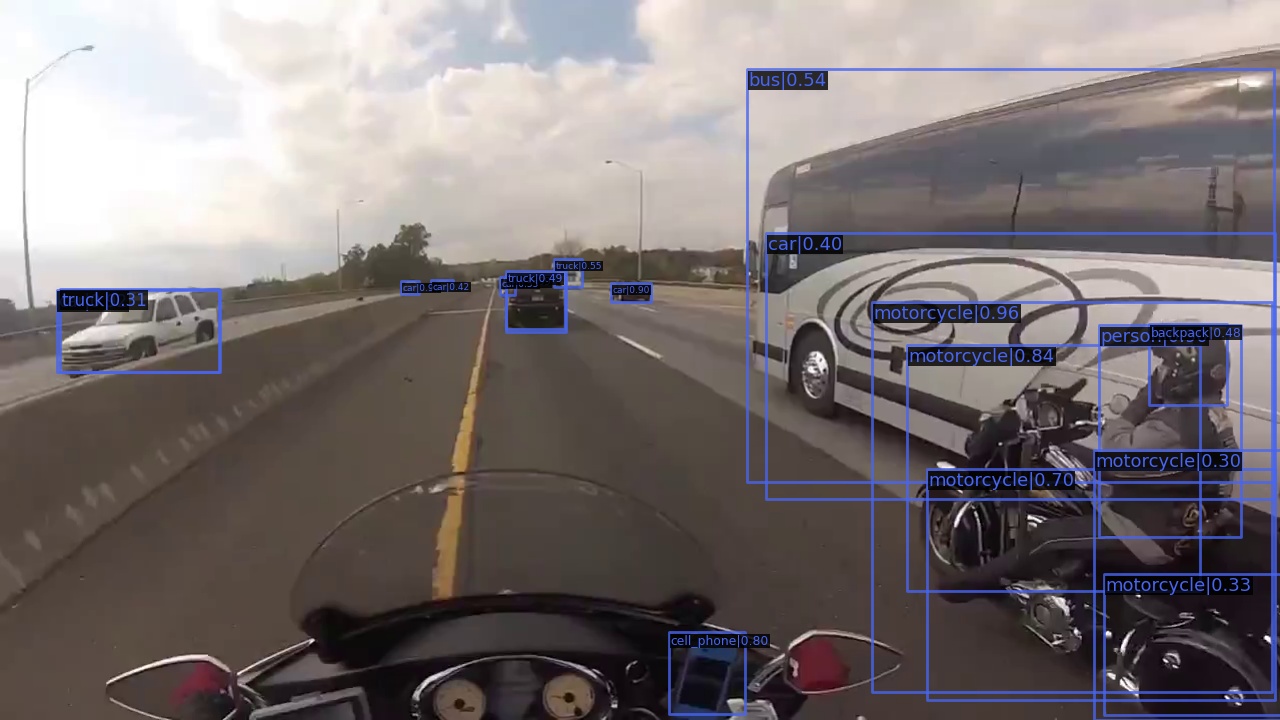 bus|0.54
car|0.40
truck|0.55
truck|0.49
car|0.42
car|0.90
truck|0.31
motorcycle|0.96
backpack|0.48
motorcycle|0.84
motorcycle|0.30
motorcycle|0.70
motorcycle|0.33
cell_phone|0.80